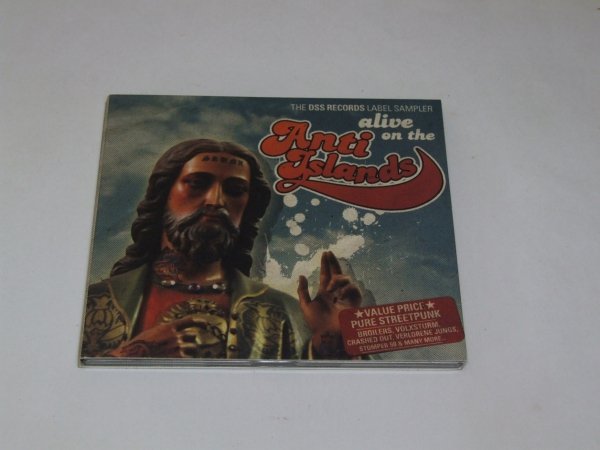 THE DSS RECORDS LABEL SAMPLER
alive
on the
Anti
Islands
★VALUE PRICE★
PURE STREETPUNK
BROILERS, VOLXSTURM,
CRASHED OUT, VERLORENE JUNGS,
STOMPER 98 & MANY MORE...